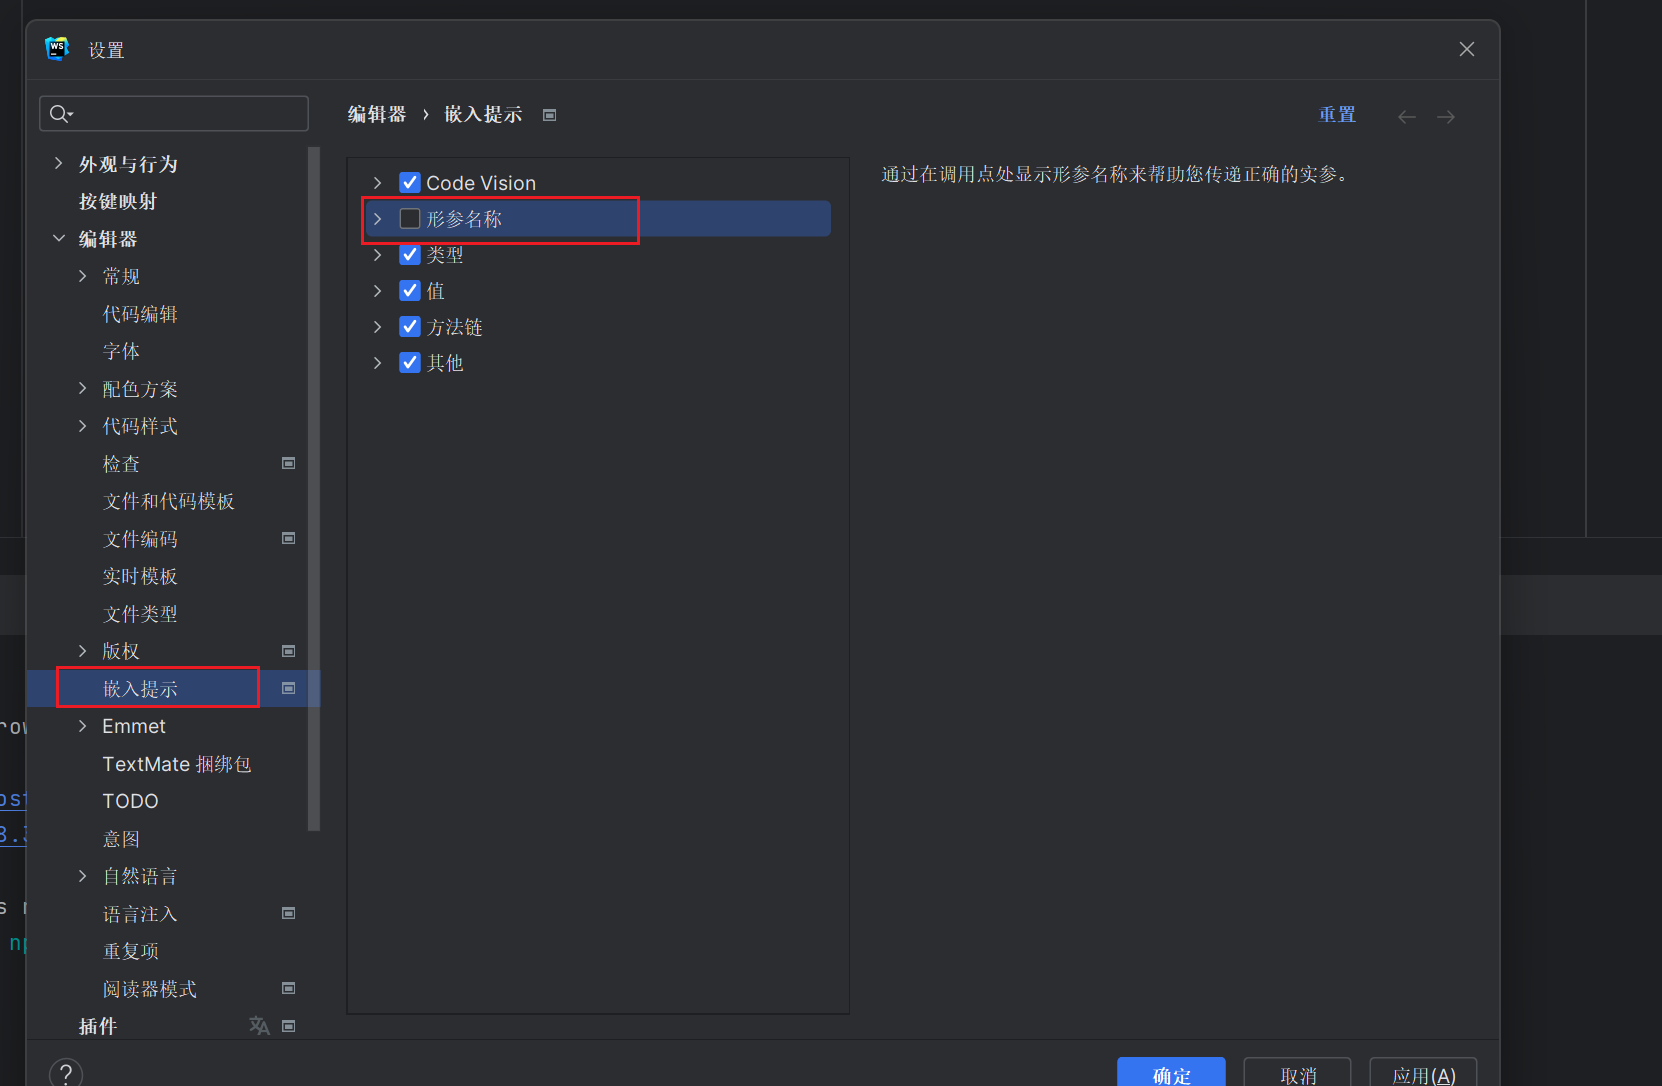 WS
设置
编辑器 › 嵌入提示
重置
外观与行为
按键映射
编辑器
常规
代码编辑
字体
配色方案
代码样式
检查
文件和代码模板
文件编码
实时模板
文件类型
版权
嵌入提示
Emmet
TextMate 捆绑包
TODO
意图
自然语言
语言注入
重复项
阅读器模式
插件
Code Vision
形参名称
类型
值
方法链
其他
通过在调用点处显示形参名称来帮助您传递正确的实参。
?
确定
取消
应用(A)